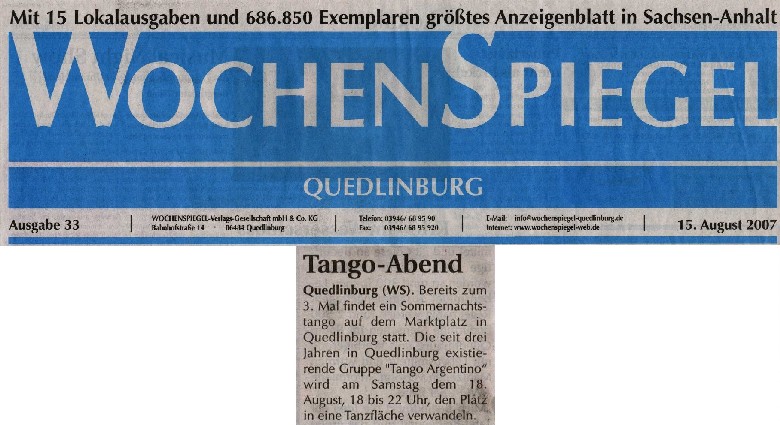 Mit 15 Lokalausgaben und 686.850 Exemplaren größtes Anzeigenblatt in Sachsen-Anhalt
WOCHENSPIEGEL
QUEDLINBURG
Ausgabe 33
WOCHENSPIEGEL-Verlags-Gesellschaft mbH & Co. KG
Bahnhofstraße 14 · 06484 Quedlinburg
Telefon: 03946/ 68 95 90
Fax: 03946/ 68 95 920
E-Mail: info@wochenspiegel-quedlinburg.de
Internet: www.wochenspiegel-web.de
15. August 2007
Tango-Abend
Quedlinburg (WS). Bereits zum
3. Mal findet ein Sommernachts-
tango auf dem Marktplatz in
Quedlinburg statt. Die seit drei
Jahren in Quedlinburg existie-
rende Gruppe "Tango Argentino"
wird am Samstag dem 18.
August, 18 bis 22 Uhr, den Platz
in eine Tanzfläche verwandeln.